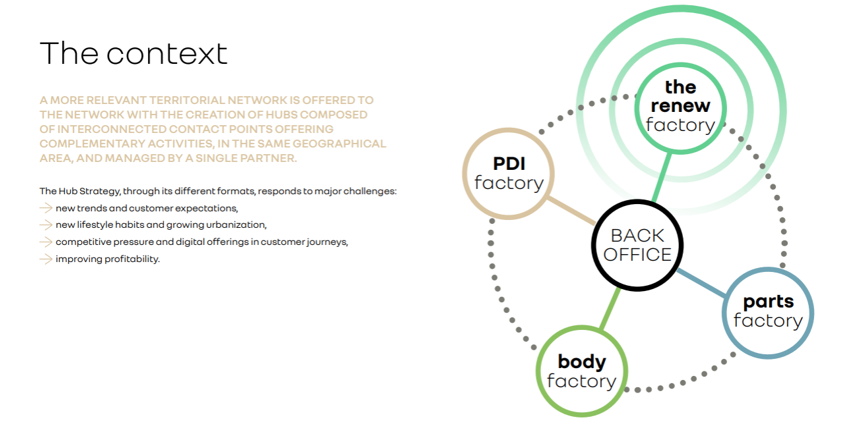 The context
A MORE RELEVANT TERRITORIAL NETWORK IS OFFERED TO
THE NETWORK WITH THE CREATION OF HUBS COMPOSED
OF INTERCONNECTED CONTACT POINTS OFFERING
COMPLEMENTARY ACTIVITIES, IN THE SAME GEOGRAPHICAL
AREA, AND MANAGED BY A SINGLE PARTNER.
The Hub Strategy, through its different formats, responds to major challenges:
new trends and customer expectations,
new lifestyle habits and growing urbanization,
competitive pressure and digital offerings in customer journeys,
improving profitability.
the
renew
factory
PDI
factory
BACK
OFFICE
parts
factory
body
factory